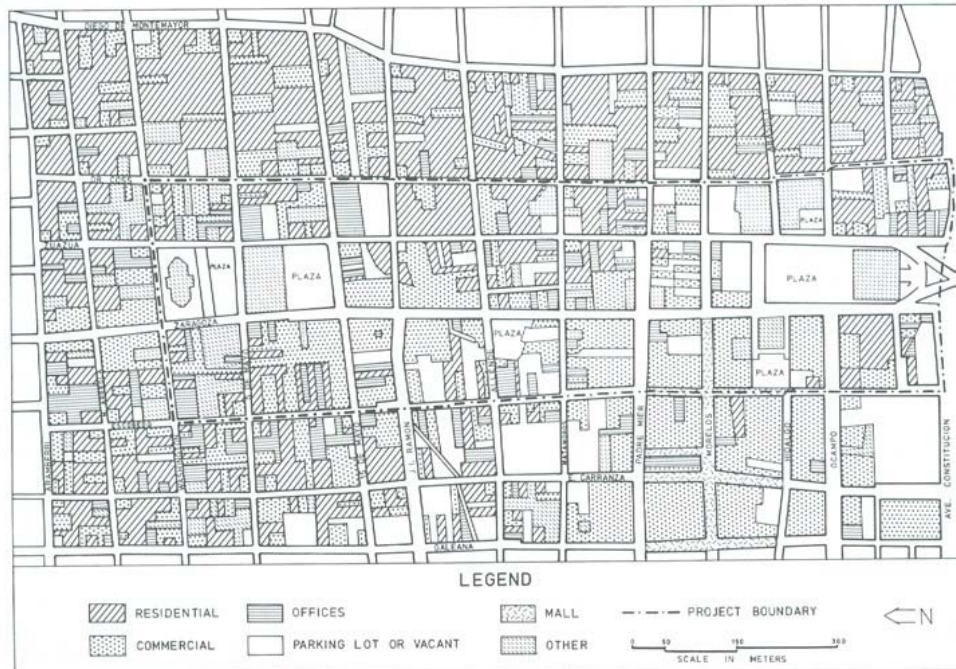 DIEGO DE MONTEMAYOR
PLAZA
ZUAZUA
PLAZA
PLAZA
PLAZA
ZARAGOZA
PLAZA
PLAZA
J.I. RAMON
MATAMOROS
PADRE MIER
MORELOS
HIDALGO
OCAMPO
AVE. CONSTITUCION
E. CARRANZA
GALEANA
LEGEND
RESIDENTIAL
OFFICES
MALL
PROJECT BOUNDARY
N
COMMERCIAL
PARKING LOT OR VACANT
OTHER
0 50 150 300
SCALE IN METERS